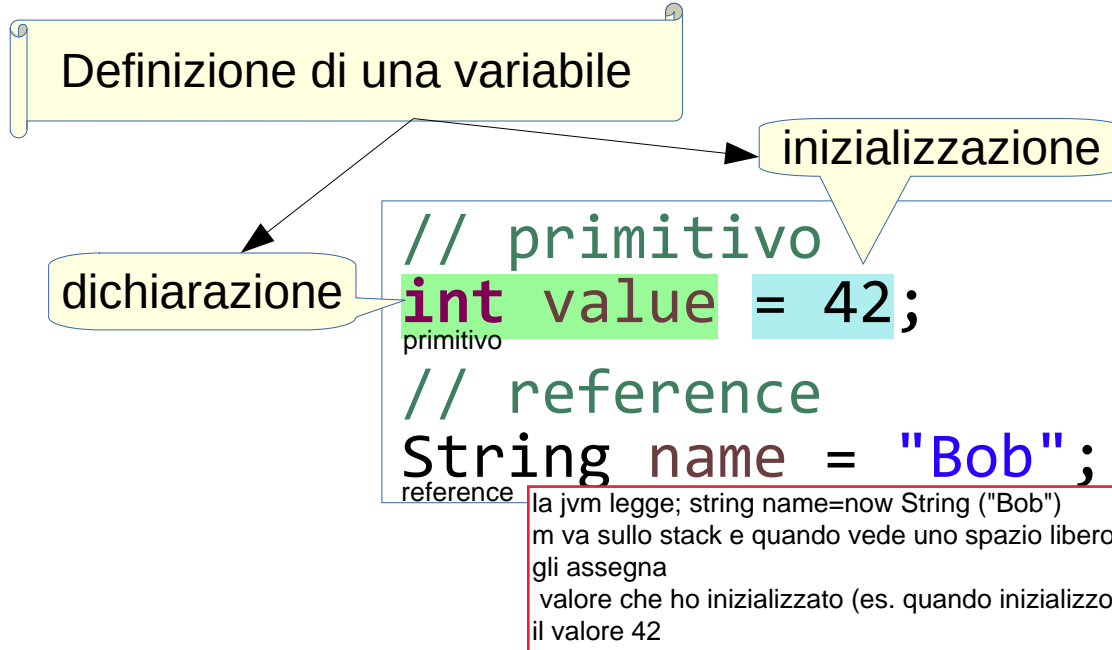 Definizione di una variabile
inizializzazione
dichiarazione
// primitivo
int value = 42;
primitivo
// reference
String name = "Bob";
reference
la jvm legge; string name=now String ("Bob")
m va sullo stack e quando vede uno spazio libero
gli assegna
valore che ho inizializzato (es. quando inizializzo
il valore 42